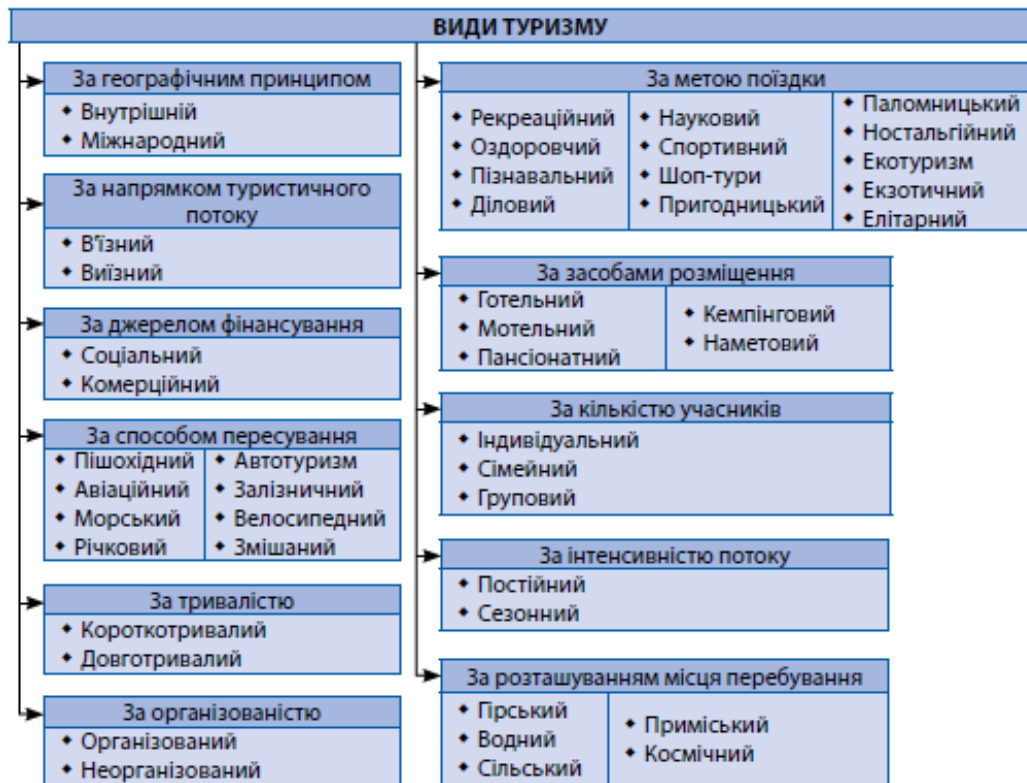 ВИДИ ТУРИЗМУ
За географічним принципом
◆ Внутрішній
◆ Міжнародний
За напрямком туристичного
потоку
◆ В'їзний
◆ Виїзний
За джерелом фінансування
◆ Соціальний
◆ Комерційний
За способом пересування
◆ Пішохідний
◆ Авіаційний
◆ Морський
◆ Річковий
◆ Автотуризм
◆ Залізничний
◆ Велосипедний
◆ Змішаний
За тривалістю
◆ Короткотривалий
◆ Довготривалий
За організованістю
◆ Організований
◆ Неорганізований
За метою поїздки
◆ Рекреаційний
◆ Оздоровчий
◆ Пізнавальний
◆ Діловий
◆ Науковий
◆ Спортивний
◆ Шоп-тури
◆ Пригодницький
◆ Паломницький
◆ Ностальгійний
◆ Екотуризм
◆ Екзотичний
◆ Елітарний
За засобами розміщення
◆ Готельний
◆ Мотельний
◆ Пансіонатний
◆ Кемпінговий
◆ Наметовий
За кількістю учасників
◆ Індивідуальний
◆ Сімейний
◆ Груповий
За інтенсивністю потоку
◆ Постійний
◆ Сезонний
За розташуванням місця перебування
◆ Гірський
◆ Водний
◆ Сільський
◆ Приміський
◆ Космічний